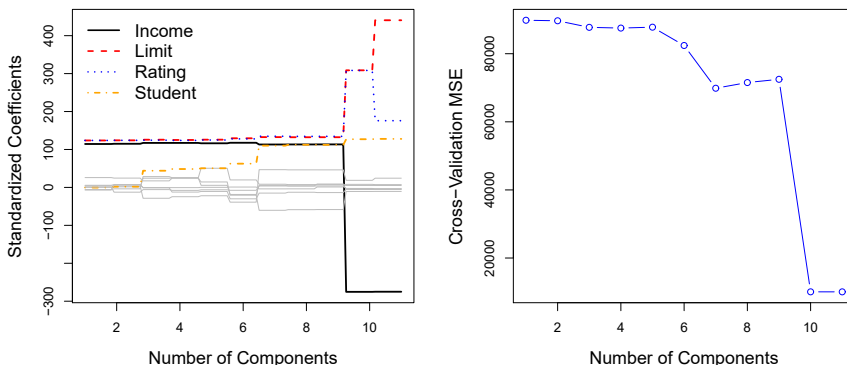 Income
Limit
Rating
Student
Standardized Coefficients
-300
-100
0
100
200
300
400
2
4
6
8
10
Number of Components
Cross-Validation MSE
20000
40000
60000
80000
2
4
6
8
10
Number of Components